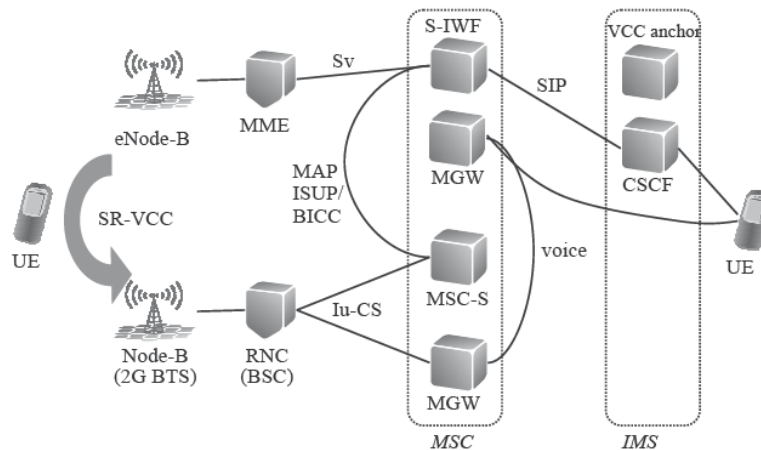 S-IWF
VCC anchor
Sv
SIP
MME
eNode-B
MAP
ISUP/
BICC
MGW
CSCF
SR-VCC
voice
UE
UE
MSC-S
Iu-CS
Node-B
(2G BTS)
RNC
(BSC)
MGW
MSC
IMS